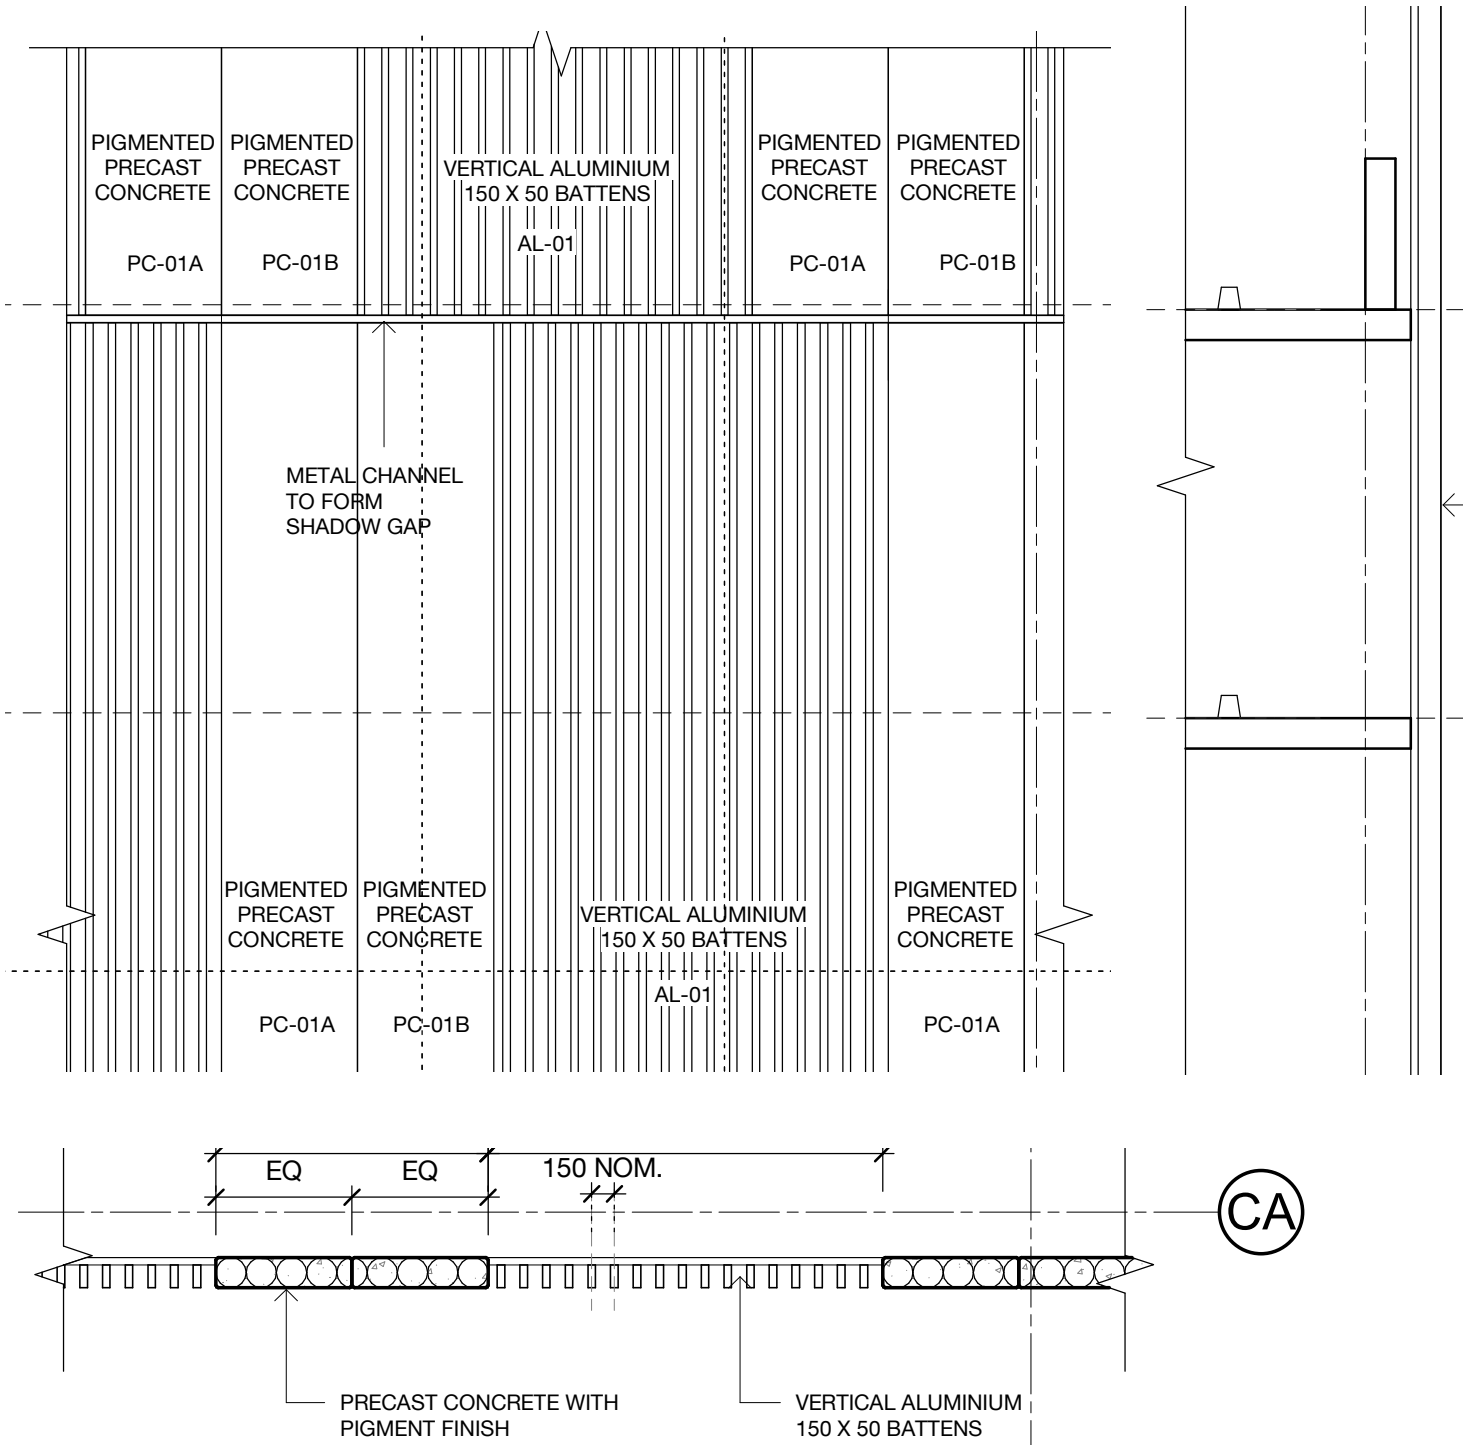 PIGMENTED
PRECAST
CONCRETE
PC-01A
PIGMENTED
PRECAST
CONCRETE
PC-01B
VERTICAL ALUMINIUM
150 X 50 BATTENS
AL-01
PIGMENTED
PRECAST
CONCRETE
PC-01A
PIGMENTED
PRECAST
CONCRETE
PC-01B
METAL CHANNEL
TO FORM
SHADOW GAP
PIGMENTED
PRECAST
CONCRETE
PC-01A
PIGMENTED
PRECAST
CONCRETE
PC-01B
VERTICAL ALUMINIUM
150 X 50 BATTENS
AL-01
PIGMENTED
PRECAST
CONCRETE
PC-01A
EQ
EQ
150 NOM.
CA
PRECAST CONCRETE WITH
PIGMENT FINISH
VERTICAL ALUMINIUM
150 X 50 BATTENS